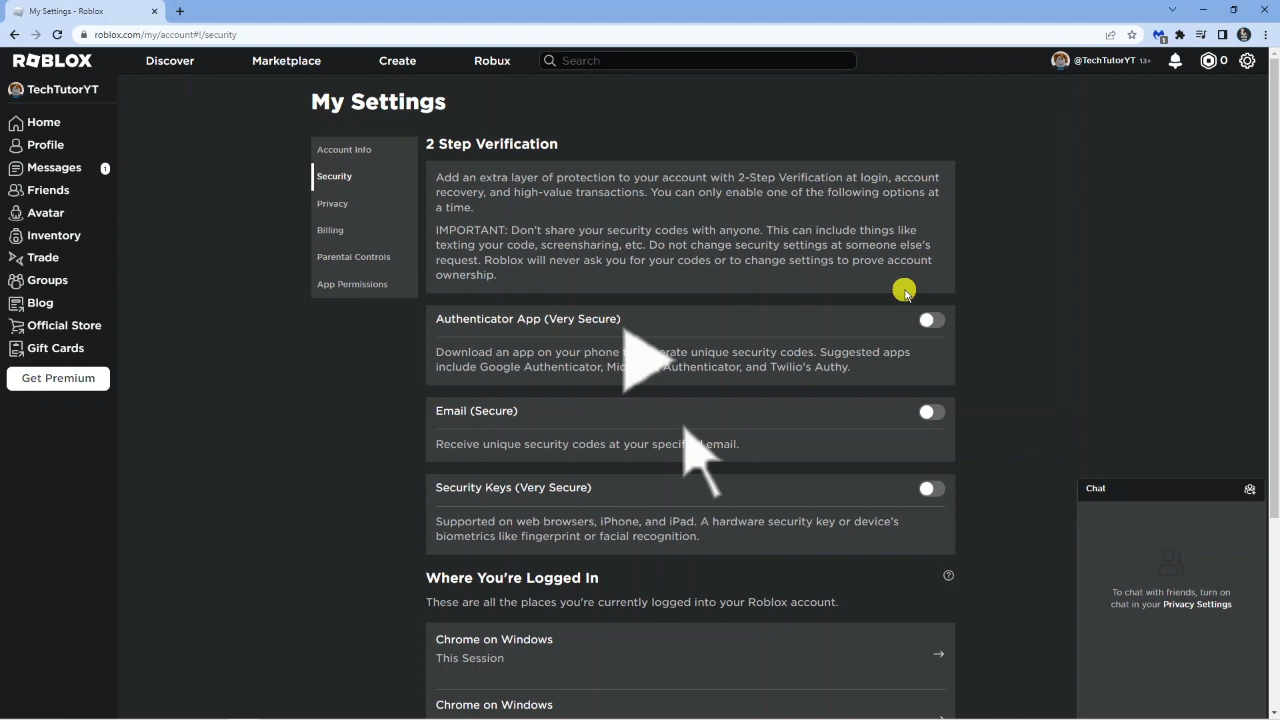 My Settings - Roblox
roblox.com/my/account#!/security
1
ROBLOX
Discover
Marketplace
Create
Robux
Search
@TechTutorYT 13+
0
TechTutorYT
Home
Profile
Messages
1
Friends
Avatar
Inventory
Trade
Groups
Blog
Official Store
Gift Cards
Get Premium
My Settings
Account Info
Security
Privacy
Billing
Parental Controls
App Permissions
2 Step Verification
Add an extra layer of protection to your account with 2-Step Verification at login, account
recovery, and high-value transactions. You can only enable one of the following options at
a time.
IMPORTANT: Don't share your security codes with anyone. This can include things like
texting your code, screensharing, etc. Do not change security settings at someone else's
request. Roblox will never ask you for your codes or to change settings to prove account
ownership.
Authenticator App (Very Secure)
Download an app on your phone unique security codes. Suggested apps
include Google Authenticator, Authenticator, and Twilio's Authy.
Email (Secure)
Receive unique security codes at your email.
Security Keys (Very Secure)
Supported on web browsers, iPhone, and iPad. A hardware security key or device's
biometrics like fingerprint or facial recognition.
Where You're Logged In
These are all the places you're currently logged into your Roblox account.
Chrome on Windows
This Session
Chrome on Windows
Chat
To chat with friends, turn on
chat in your Privacy Settings